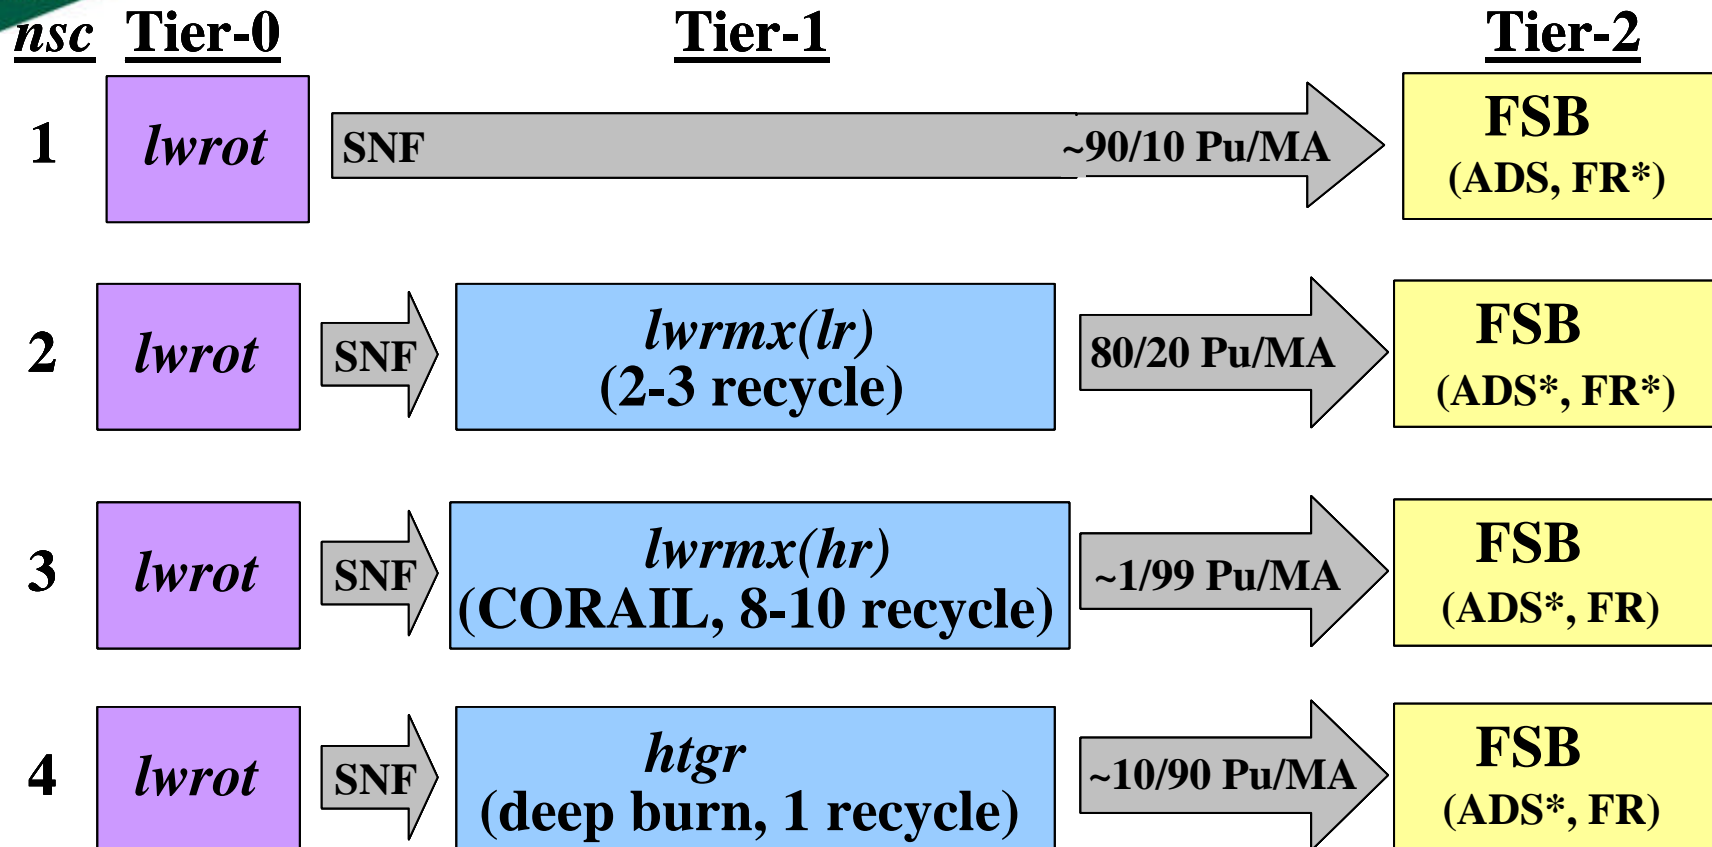 nsc Tier-0 Tier-1 Tier-2
1 lwrot SNF ~90/10 Pu/MA FSB
(ADS, FR*)
2 lwrot SNF lwrmx(lr)
(2-3 recycle)
80/20 Pu/MA FSB
(ADS*, FR*)
3 lwrot SNF lwrmx(hr)
(CORAIL, 8-10 recycle)
~1/99 Pu/MA FSB
(ADS*, FR)
4 lwrot SNF htgr
(deep burn, 1 recycle)
~10/90 Pu/MA FSB
(ADS*, FR)